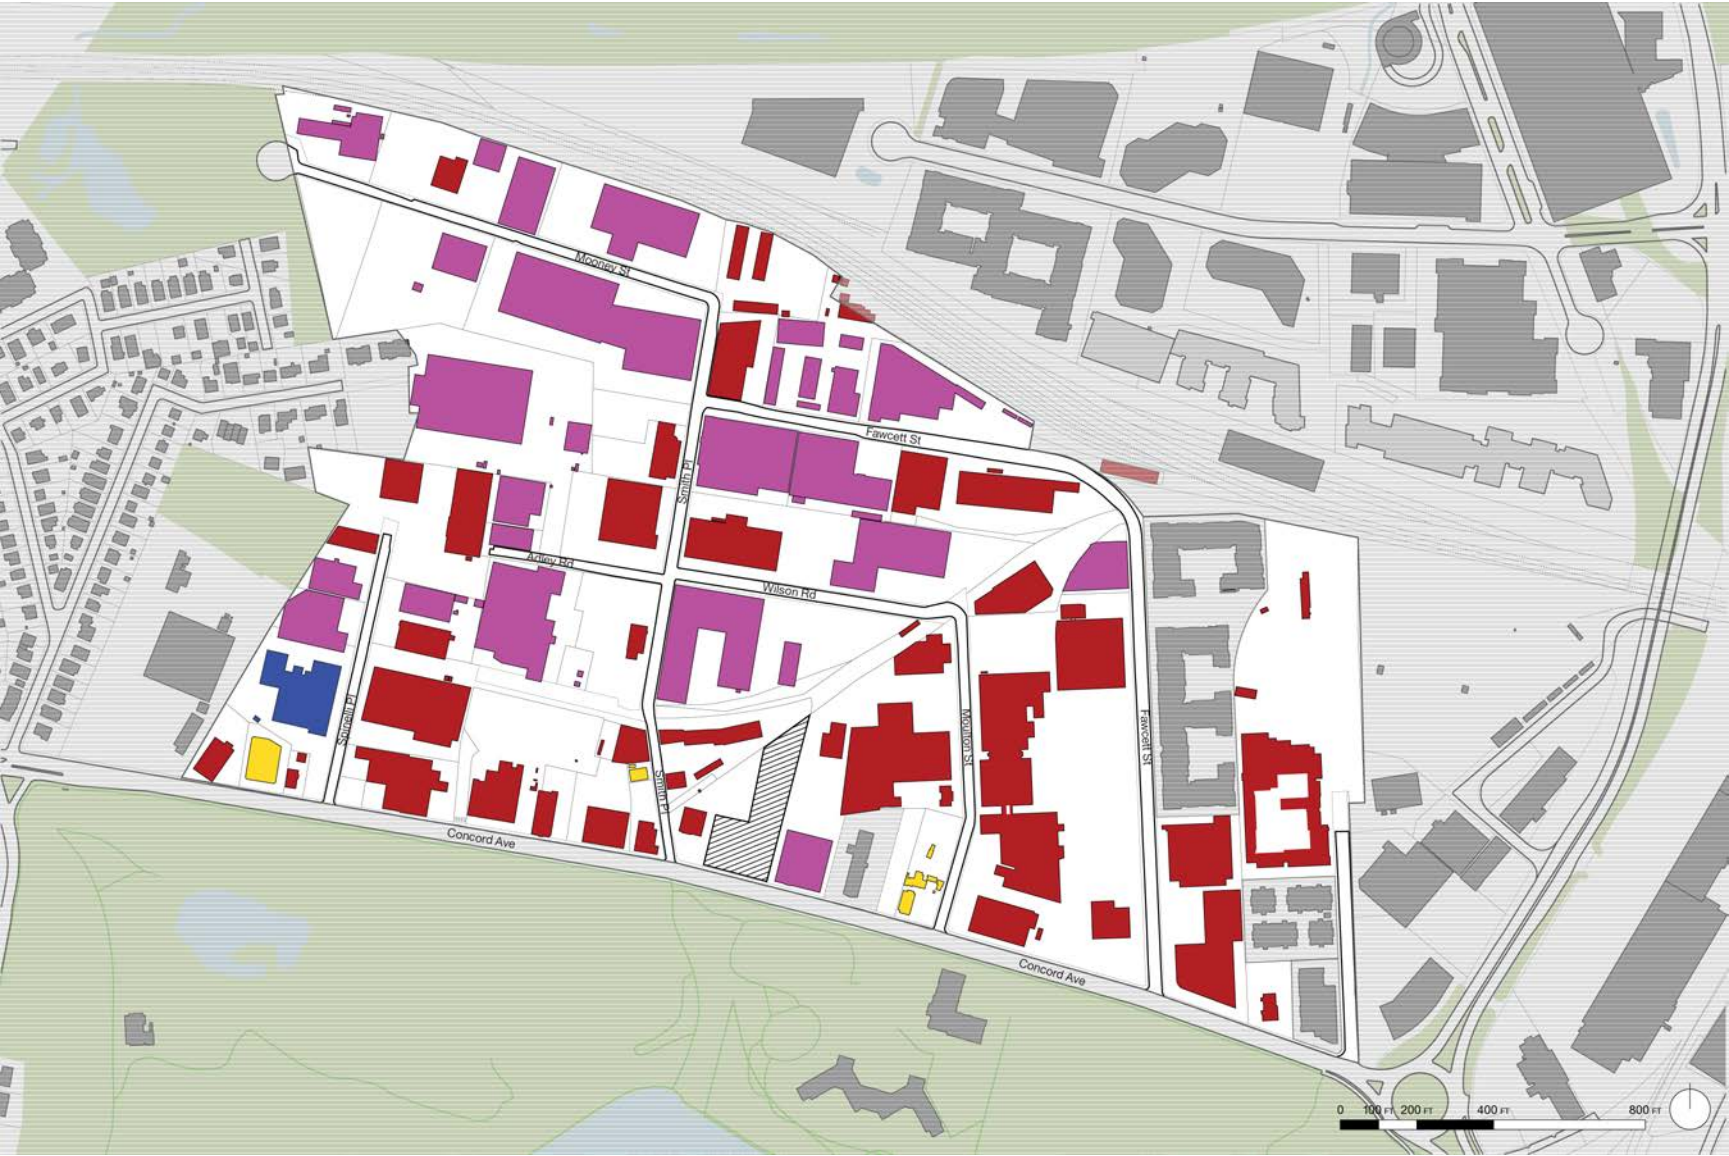 Mooney St
Fawcett St
Smith Pl
Adley Rd
Wilson Rd
Spinelli Pl
Moulton St
Fawcett St
Smith Pl
Concord Ave
Concord Ave
0 100 FT 200 FT 400 FT 800 FT